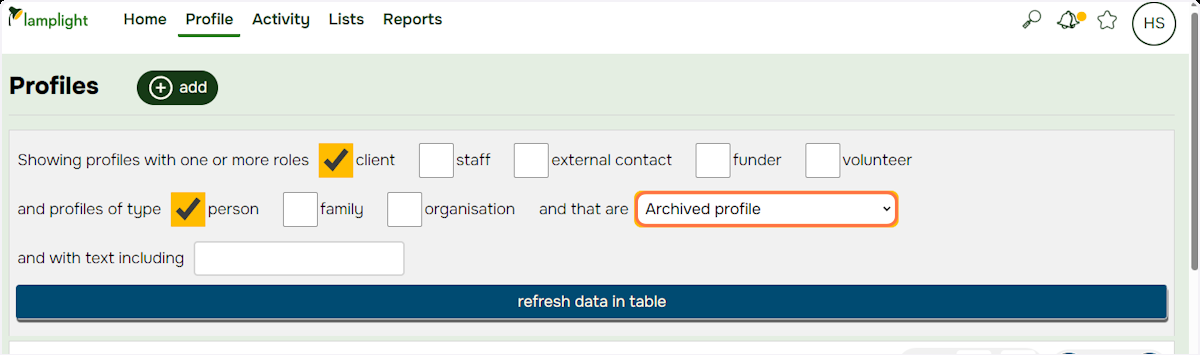 lamplight Home Profile Activity Lists Reports HS
Profiles add
Showing profiles with one or more roles client staff external contact funder volunteer
and profiles of type person family organisation and that are Archived profile
and with text including
refresh data in table